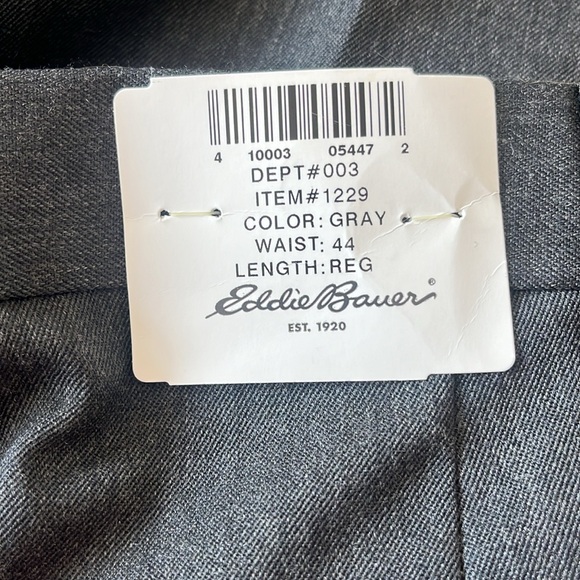 4 10003 05447 2
DEPT#003
ITEM#1229
COLOR: GRAY
WAIST: 44
LENGTH:REG
Eddie Bauer®
EST. 1920